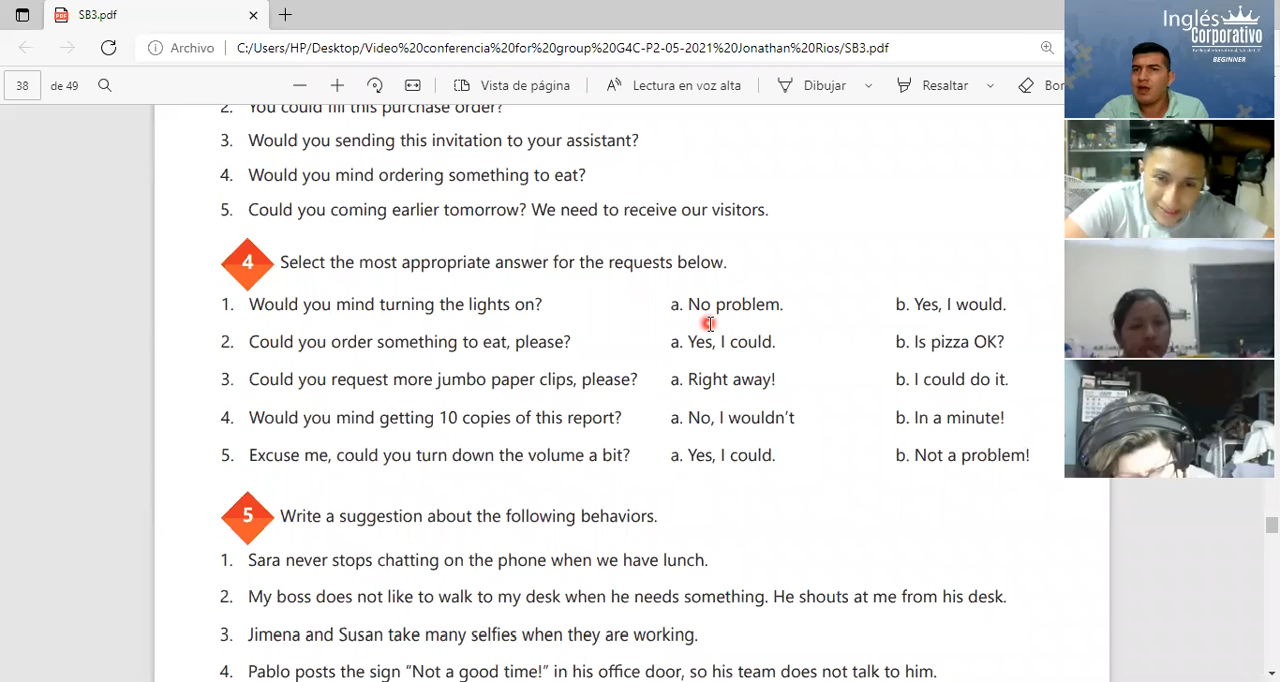 SB3.pdf
Archivo C:/Users/HP/Desktop/Video%20conferencia%20for%20group%20G4C-P2-05-2021%20Jonathan%20Rios/SB3.pdf
38 de 49 Vista de página Lectura en voz alta Dibujar Resaltar Bor
Inglés
Corporativo
BEGINNER
2. You could fill this purchase order?
3. Would you sending this invitation to your assistant?
4. Would you mind ordering something to eat?
5. Could you coming earlier tomorrow? We need to receive our visitors.
4 Select the most appropriate answer for the requests below.
1. Would you mind turning the lights on? a. No problem. b. Yes, I would.
2. Could you order something to eat, please? a. Yes, I could. b. Is pizza OK?
3. Could you request more jumbo paper clips, please? a. Right away! b. I could do it.
4. Would you mind getting 10 copies of this report? a. No, I wouldn't b. In a minute!
5. Excuse me, could you turn down the volume a bit? a. Yes, I could. b. Not a problem!
5 Write a suggestion about the following behaviors.
1. Sara never stops chatting on the phone when we have lunch.
2. My boss does not like to walk to my desk when he needs something. He shouts at me from his desk.
3. Jimena and Susan take many selfies when they are working.
4. Pablo posts the sign "Not a good time!" in his office door, so his team does not talk to him.